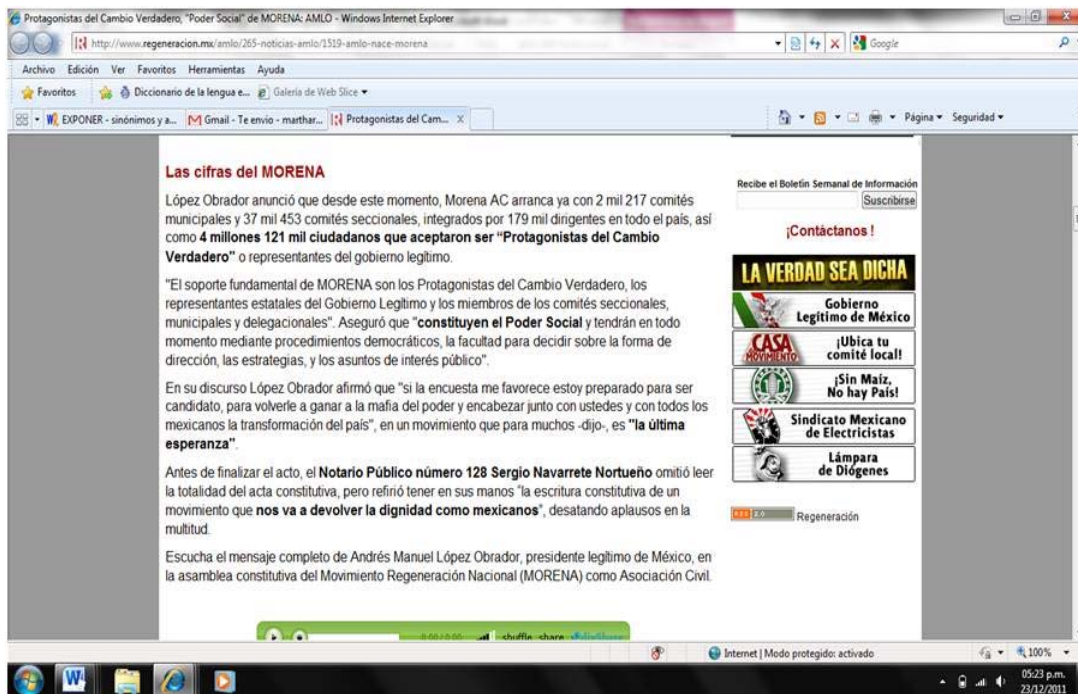 Protagonistas del Cambio Verdadero, "Poder Social" de MORENA: AMLO - Windows Internet Explorer
http://www.regeneracion.mx/amlo/265-noticias-amlo/1519-amlo-nace-morena
Google
Archivo Edición Ver Favoritos Herramientas Ayuda
Favoritos Diccionario de la lengua e... Galería de Web Slice
EXPONER - sinónimos y a... Gmail - Te envio - marthar... Protagonistas del Cam... X
Página Seguridad
Las cifras del MORENA
López Obrador anunció que desde este momento, Morena AC arranca ya con 2 mil 217 comités
municipales y 37 mil 453 comités seccionales, integrados por 179 mil dirigentes en todo el país, así
como 4 millones 121 mil ciudadanos que aceptaron ser “Protagonistas del Cambio
Verdadero” o representantes del gobierno legítimo.
"El soporte fundamental de MORENA son los Protagonistas del Cambio Verdadero, los
representantes estatales del Gobierno Legítimo y los miembros de los comités seccionales,
municipales y delegacionales". Aseguró que "constituyen el Poder Social y tendrán en todo
momento mediante procedimientos democráticos, la facultad para decidir sobre la forma de
dirección, las estrategias, y los asuntos de interés público".
En su discurso López Obrador afirmó que "si la encuesta me favorece estoy preparado para ser
candidato, para volverle a ganar a la mafia del poder y encabezar junto con ustedes y con todos los
mexicanos la transformación del país", en un movimiento que para muchos -dijo-, es "la última
esperanza".
Antes de finalizar el acto, el Notario Público número 128 Sergio Navarrete Nortueño omitió leer
la totalidad del acta constitutiva, pero refirió tener en sus manos "la escritura constitutiva de un
movimiento que nos va a devolver la dignidad como mexicanos", desatando aplausos en la
multitud.
Escucha el mensaje completo de Andrés Manuel López Obrador, presidente legítimo de México, en
la asamblea constitutiva del Movimiento Regeneración Nacional (MORENA) como Asociación Civil.
0:00 / 0:00 shuffle share
Recibe el Boletín Semanal de Información
Suscribirse
¡Contáctanos !
LA VERDAD SEA DICHA
Gobierno
Legítimo de México
CASA
MOVIMIENTO
¡Ubica tu
comité local!
¡Sin Maíz,
No hay País!
Sindicato Mexicano
de Electricistas
Lámpara
de Diógenes
RSS 2.0 Regeneración
Internet | Modo protegido: activado
100%
05:23 p.m.
23/12/2011